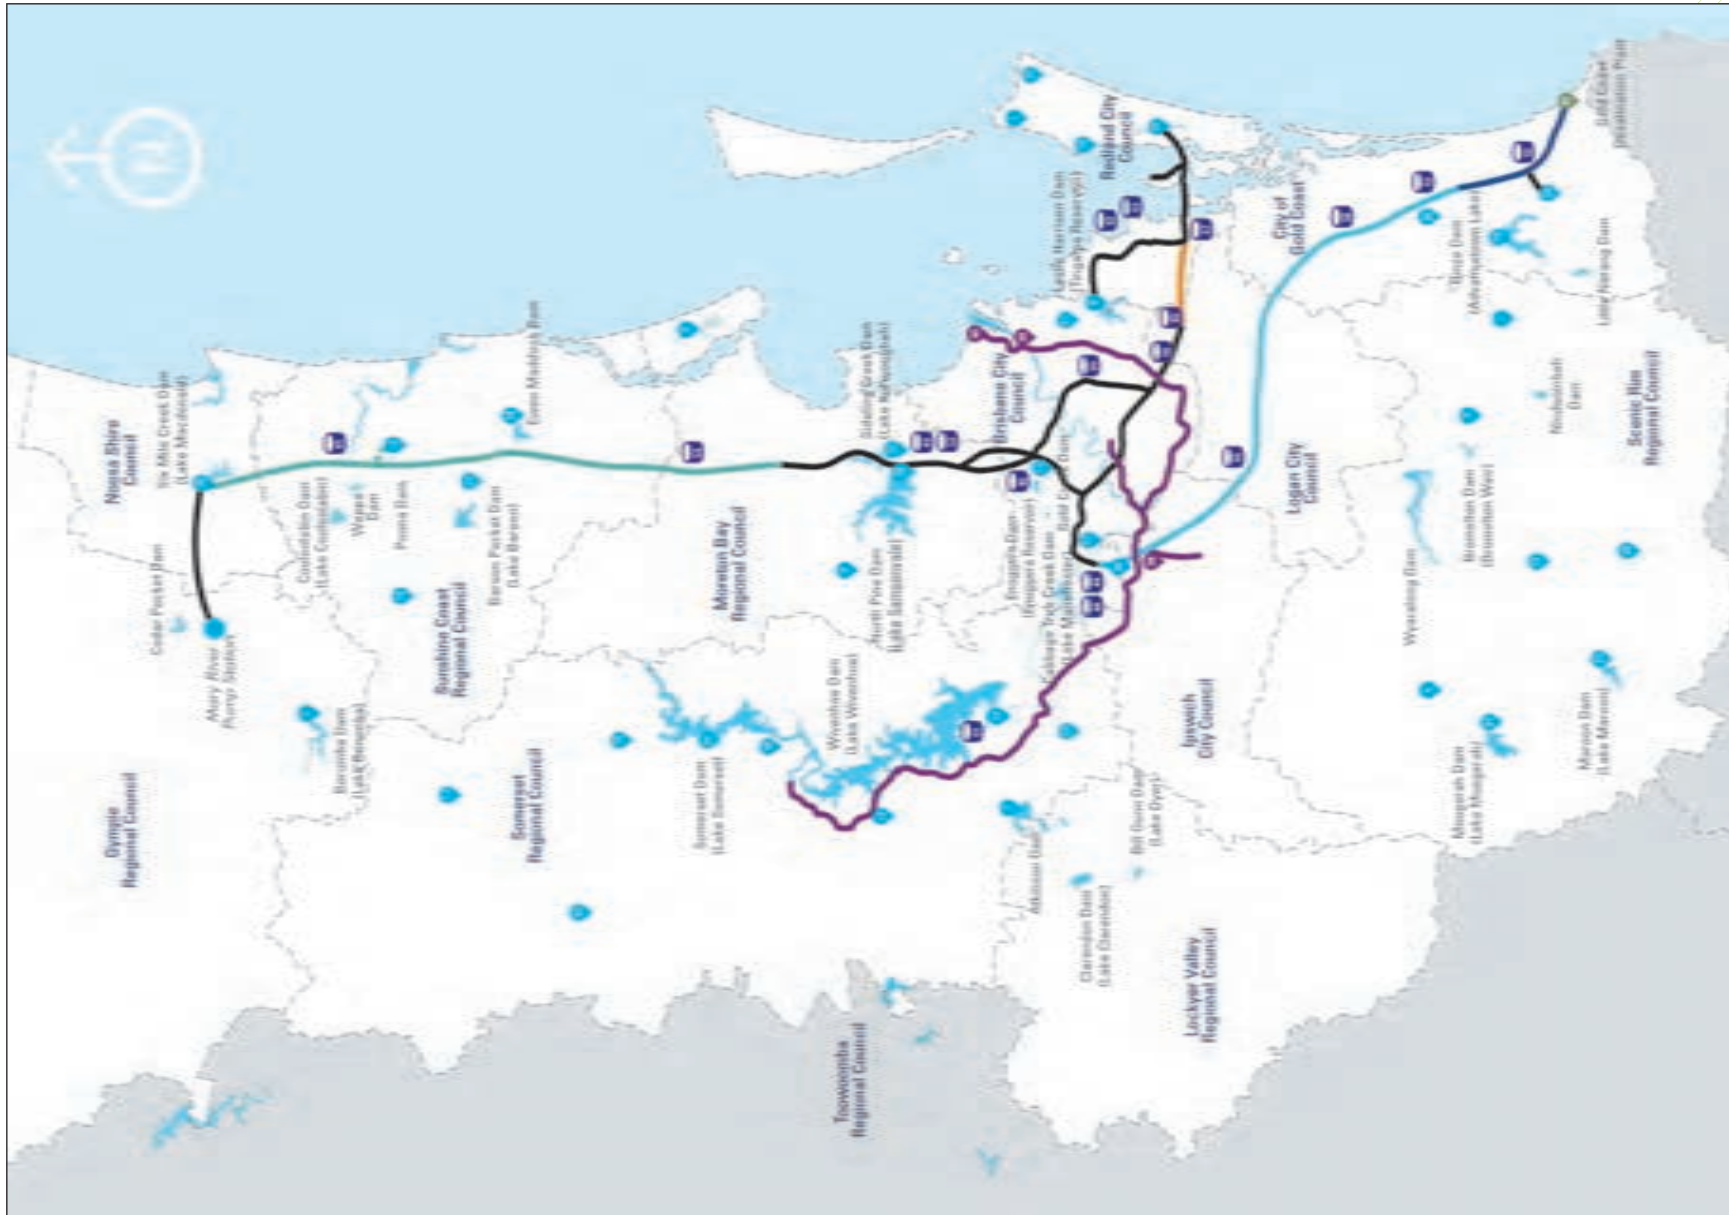 N
Gympie
Regional Council
Noosa Shire
Council
Six Mile Creek Dam
(Lake Macdonald)
Cedar Pocket Dam
Mary River
Pump Station
Borumba Dam
(Lake Borumba)
Sunshine Coast
Regional Council
Cooloolabin Dam
(Lake Cooloolabin)
Wappa
Dam
Poona Dam
Baroon Pocket Dam
(Lake Baroon)
Ewen Maddock Dam
Somerset
Regional Council
Somerset Dam
(Lake Somerset)
Moreton Bay
Regional Council
Wivenhoe Dam
(Lake Wivenhoe)
North Pine Dam
(Lake Samsonvale)
Sideling Creek Dam
(Lake Kurwongbah)
Toowoomba
Regional Council
Brisbane City
Council
Enoggera Dam
(Enoggera Reservoir)
Gold Creek Dam
Leslie Harrison Dam
(Tingalpa Reservoir)
Redland City
Council
Atkinson Dam
Clarendon Dam
(Lake Clarendon)
Bill Gunn Dam
(Lake Dyer)
Lockyer Valley
Regional Council
Ipswich
City Council
Logan City
Council
City of
Gold Coast
Wyaralong Dam
Bromelton Dam
(Bromelton Weir)
Moogerah Dam
(Lake Moogerah)
Maroon Dam
(Lake Maroon)
Nindooinbah
Dam
Scenic Rim
Regional Council
Hinze Dam
(Advancetown Lake)
Little Nerang Dam
Gold Coast
Desalination Plant